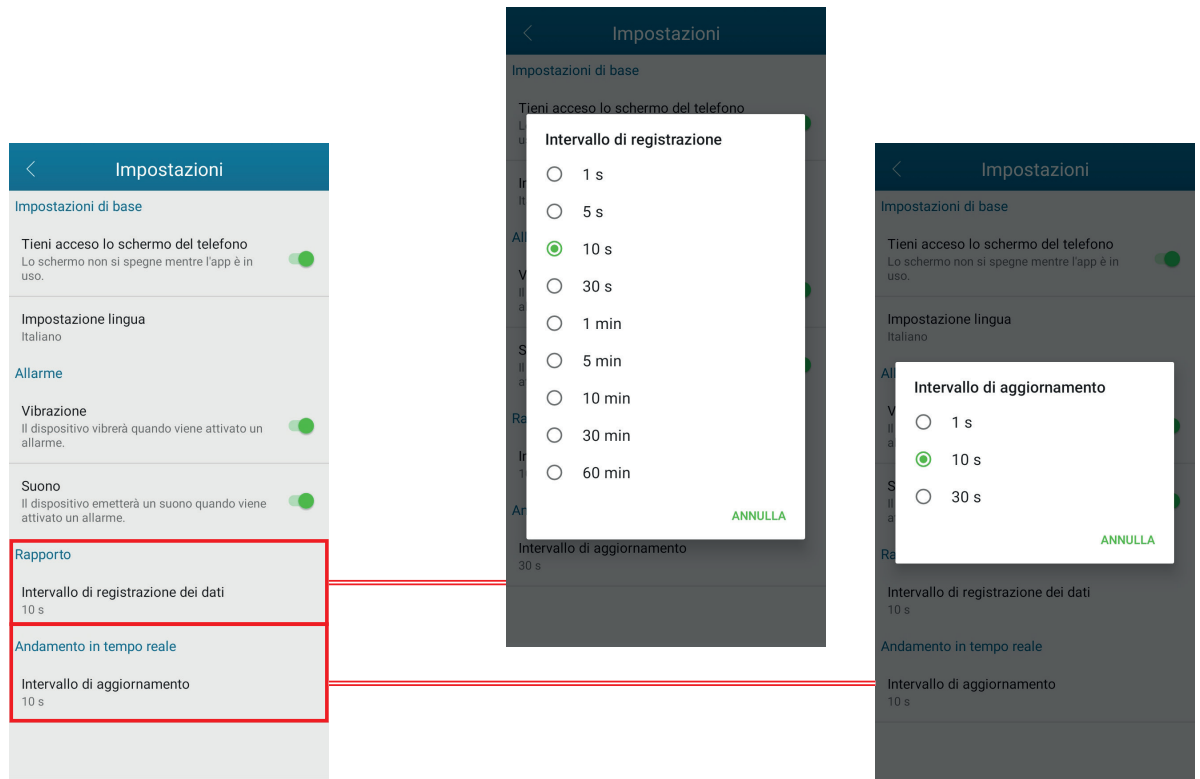 Impostazioni
Impostazioni di base
Tieni acceso lo schermo del telefono
Lo schermo non si spegne mentre l'app è in
uso.
Impostazione lingua
Italiano
Allarme
Vibrazione
Il dispositivo vibrerà quando viene attivato un
allarme.
Suono
Il dispositivo emetterà un suono quando viene
attivato un allarme.
Rapporto
Intervallo di registrazione dei dati
10 s
Andamento in tempo reale
Intervallo di aggiornamento
10 s
Impostazioni
Impostazioni di base
Tieni acceso lo schermo del telefono
Intervallo di registrazione
1 s
5 s
10 s
30 s
1 min
5 min
10 min
30 min
60 min
ANNULLA
Intervallo di aggiornamento
30 s
Impostazioni
Impostazioni di base
Tieni acceso lo schermo del telefono
Lo schermo non si spegne mentre l'app è in
uso.
Impostazione lingua
Italiano
Intervallo di aggiornamento
1 s
10 s
30 s
ANNULLA
Intervallo di registrazione dei dati
10 s
Andamento in tempo reale
Intervallo di aggiornamento
10 s